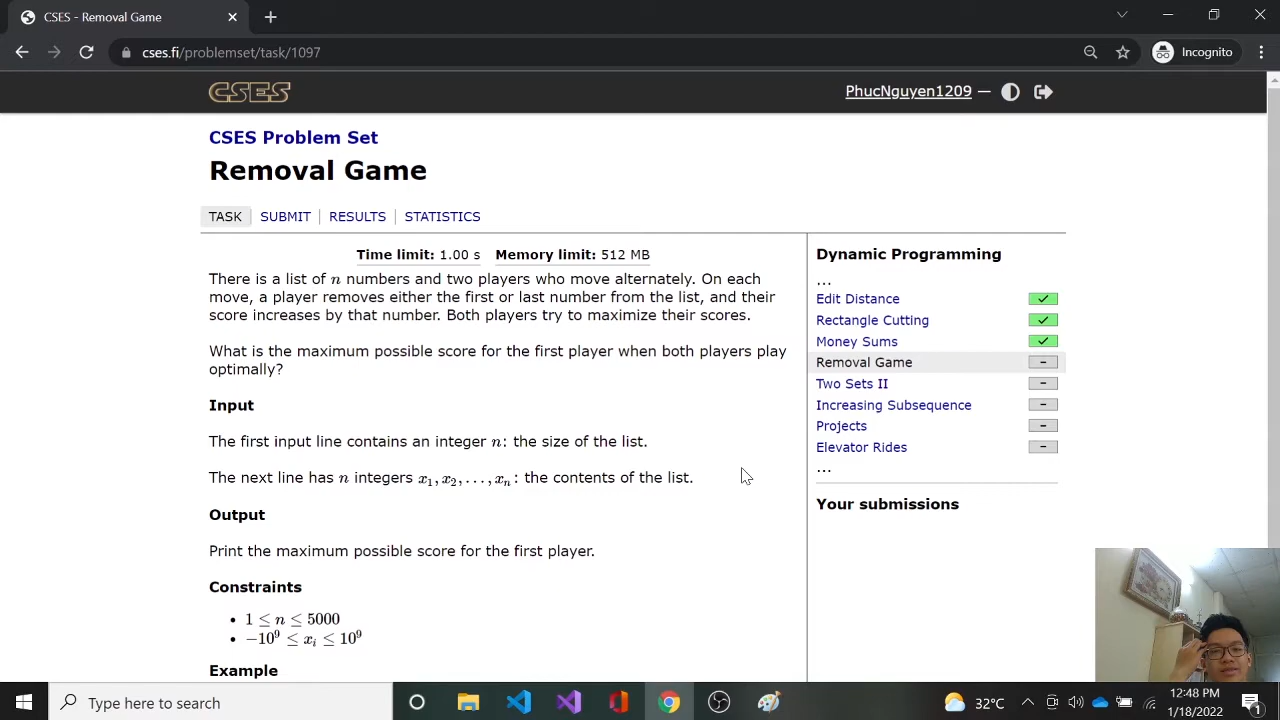 CSES - Removal Game
cses.fi/problemset/task/1097
Incognito
CSES
PhucNguyen1209 —
CSES Problem Set
Removal Game
TASK | SUBMIT | RESULTS | STATISTICS
Time limit: 1.00 s Memory limit: 512 MB
There is a list of n numbers and two players who move alternately. On each
move, a player removes either the first or last number from the list, and their
score increases by that number. Both players try to maximize their scores.
What is the maximum possible score for the first player when both players play
optimally?
Input
The first input line contains an integer n: the size of the list.
The next line has n integers x₁, x₂, . . . , xₙ: the contents of the list.
Output
Print the maximum possible score for the first player.
Constraints
• 1 ≤ n ≤ 5000
• −10⁹ ≤ xᵢ ≤ 10⁹
Example
Dynamic Programming
...
Edit Distance
Rectangle Cutting
Money Sums
Removal Game –
Two Sets II –
Increasing Subsequence –
Projects –
Elevator Rides –
...
Your submissions
Type here to search
32°C
12:48 PM
1/18/2022
1